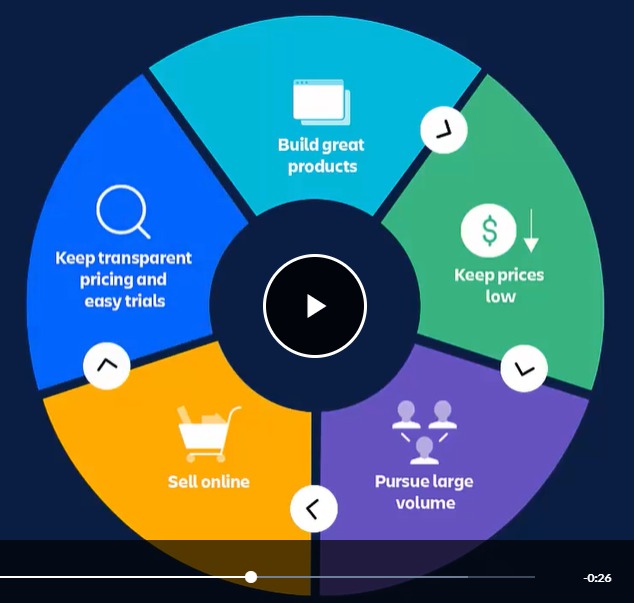 Build great
products
$
Keep prices
low
Keep transparent
pricing and
easy trials
Sell online
Pursue large
volume
-0:26